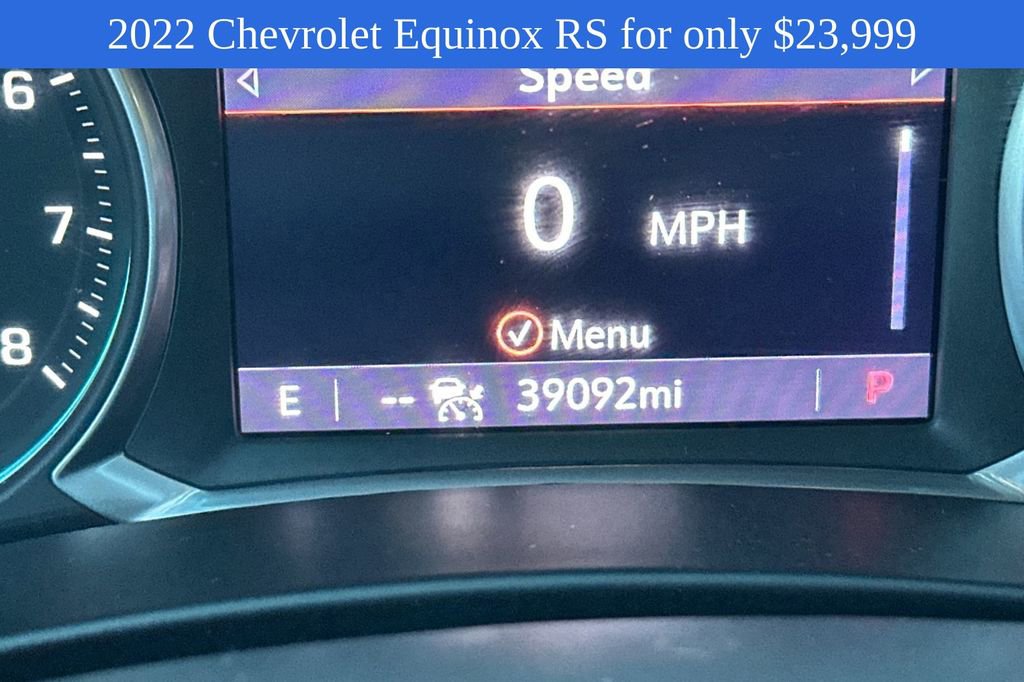 2022 Chevrolet Equinox RS for only $23,999
6
Speed
7
0 MPH
8
Menu
E -- 39092mi P